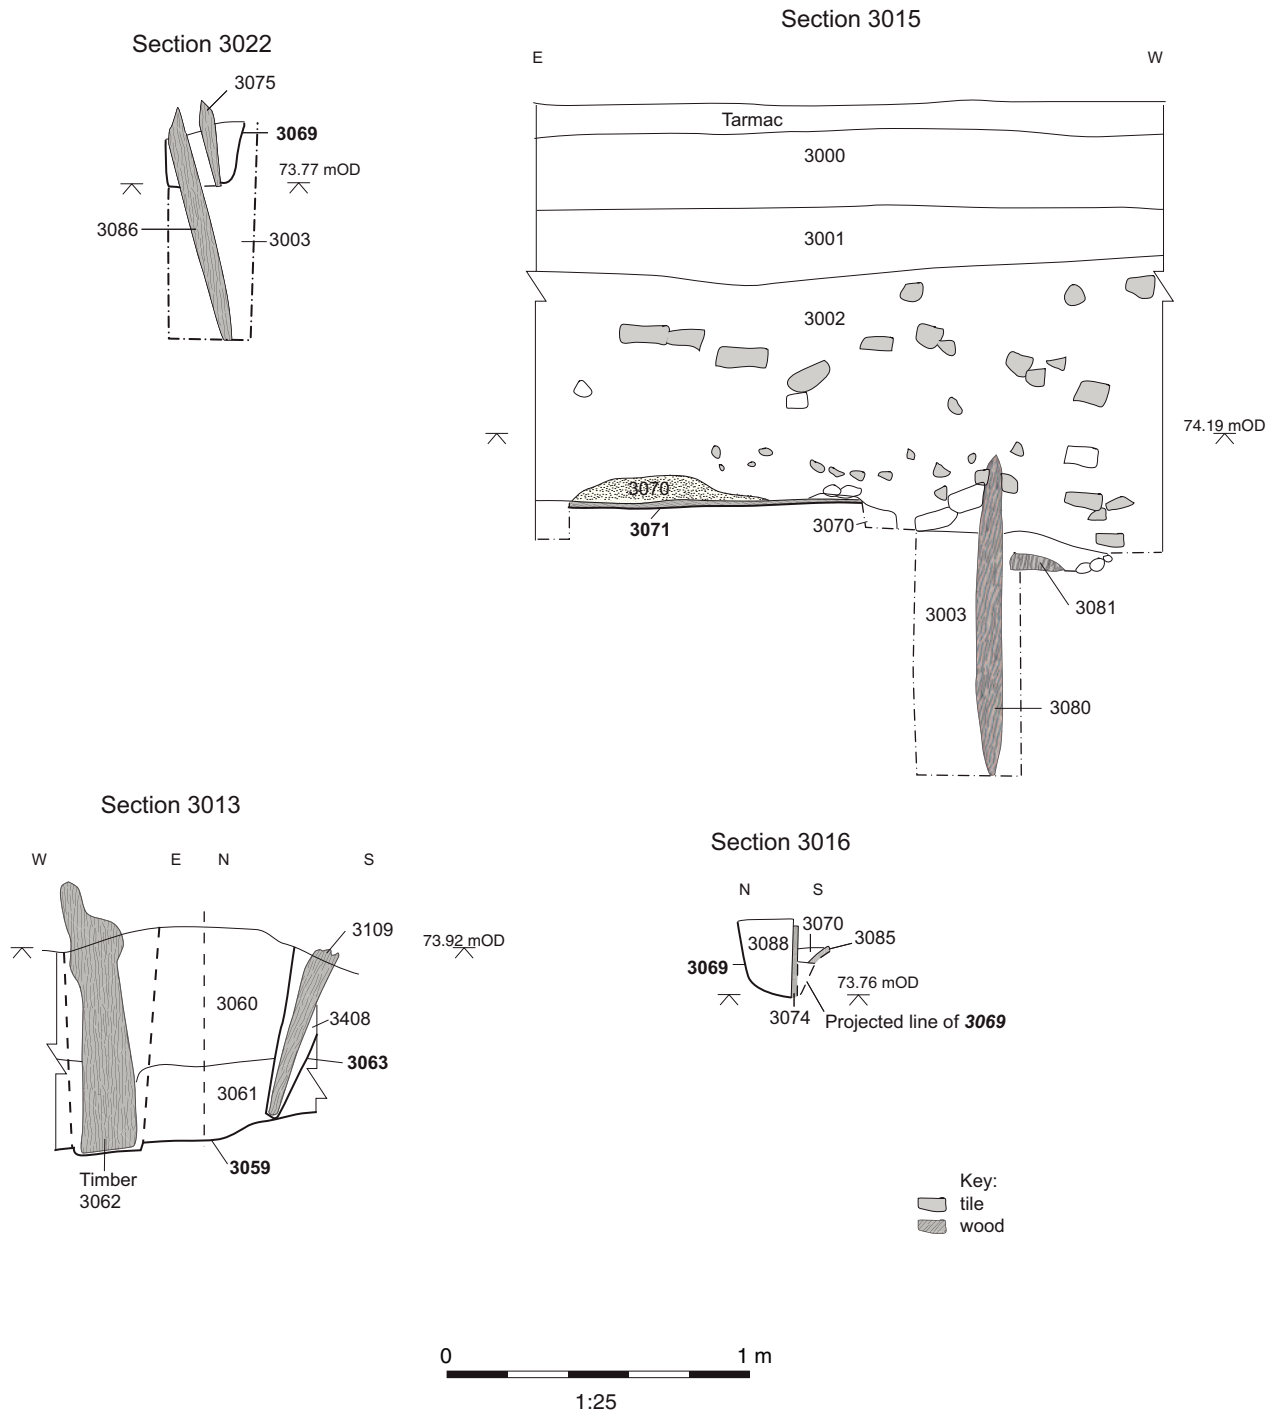 Section 3022
3075
3069
73.77 mOD
3086
3003
Section 3015
E
W
Tarmac
3000
3001
3002
74.19 mOD
3070
3071
3070
3003
3081
3080
Section 3013
W
E
N
S
3109
73.92 mOD
3060
3408
3063
3061
3059
Timber
3062
Section 3016
N
S
3070
3088
3085
3069
73.76 mOD
3074
Projected line of 3069
Key:
tile
wood
0
1 m
1:25